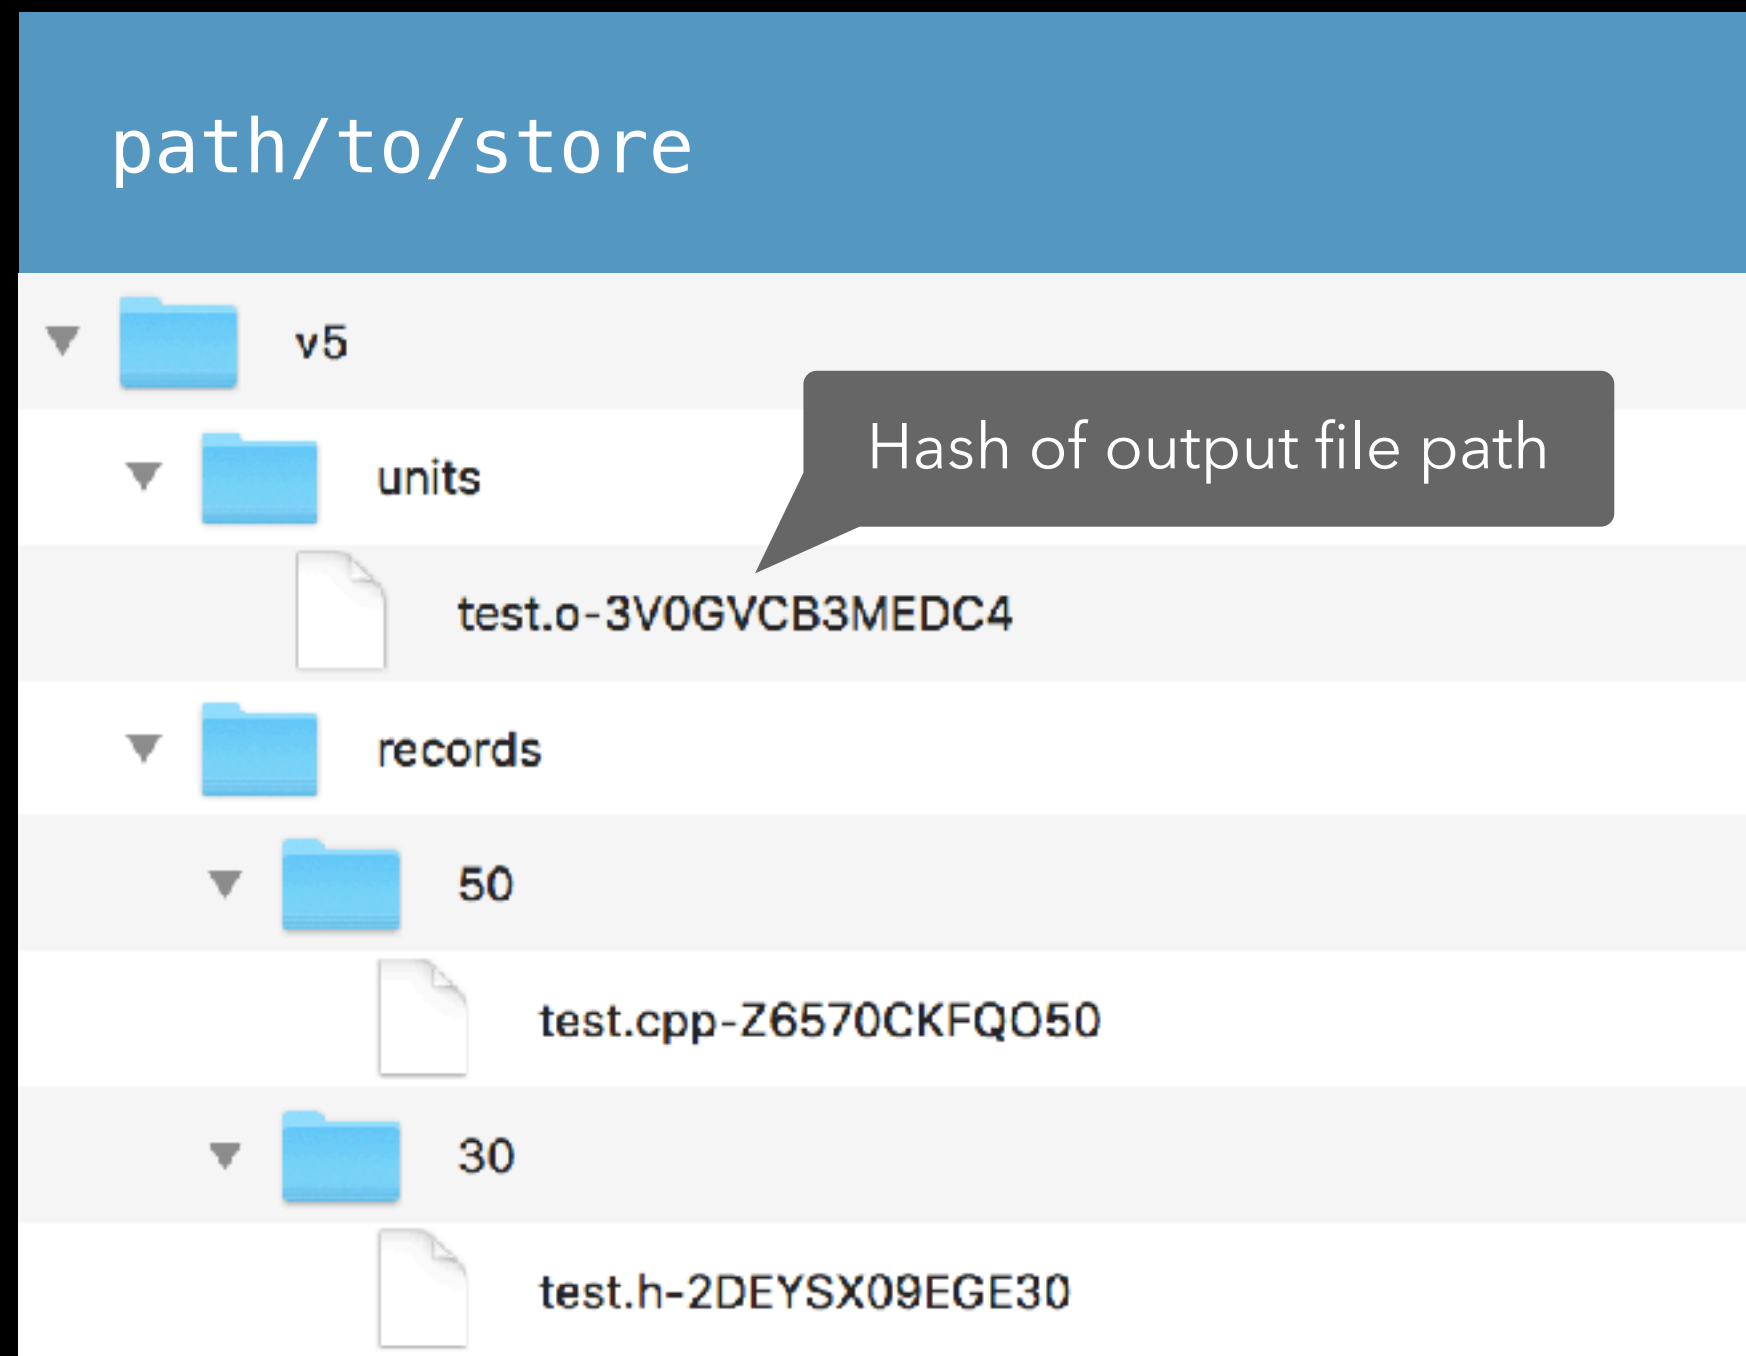 path/to/store
v5
Hash of output file path
units
test.o-3V0GVCB3MEDC4
records
50
test.cpp-Z6570CKFQO50
30
test.h-2DEYSX09EGE30